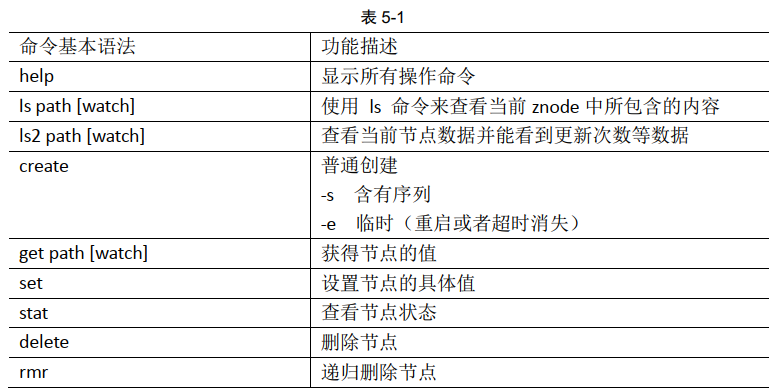 表 5-1
命令基本语法 功能描述
help 显示所有操作命令
ls path [watch] 使用 ls 命令来查看当前 znode 中所包含的内容
ls2 path [watch] 查看当前节点数据并能看到更新次数等数据
create 普通创建
-s 含有序列
-e 临时（重启或者超时消失）
get path [watch] 获得节点的值
set 设置节点的具体值
stat 查看节点状态
delete 删除节点
rmr 递归删除节点